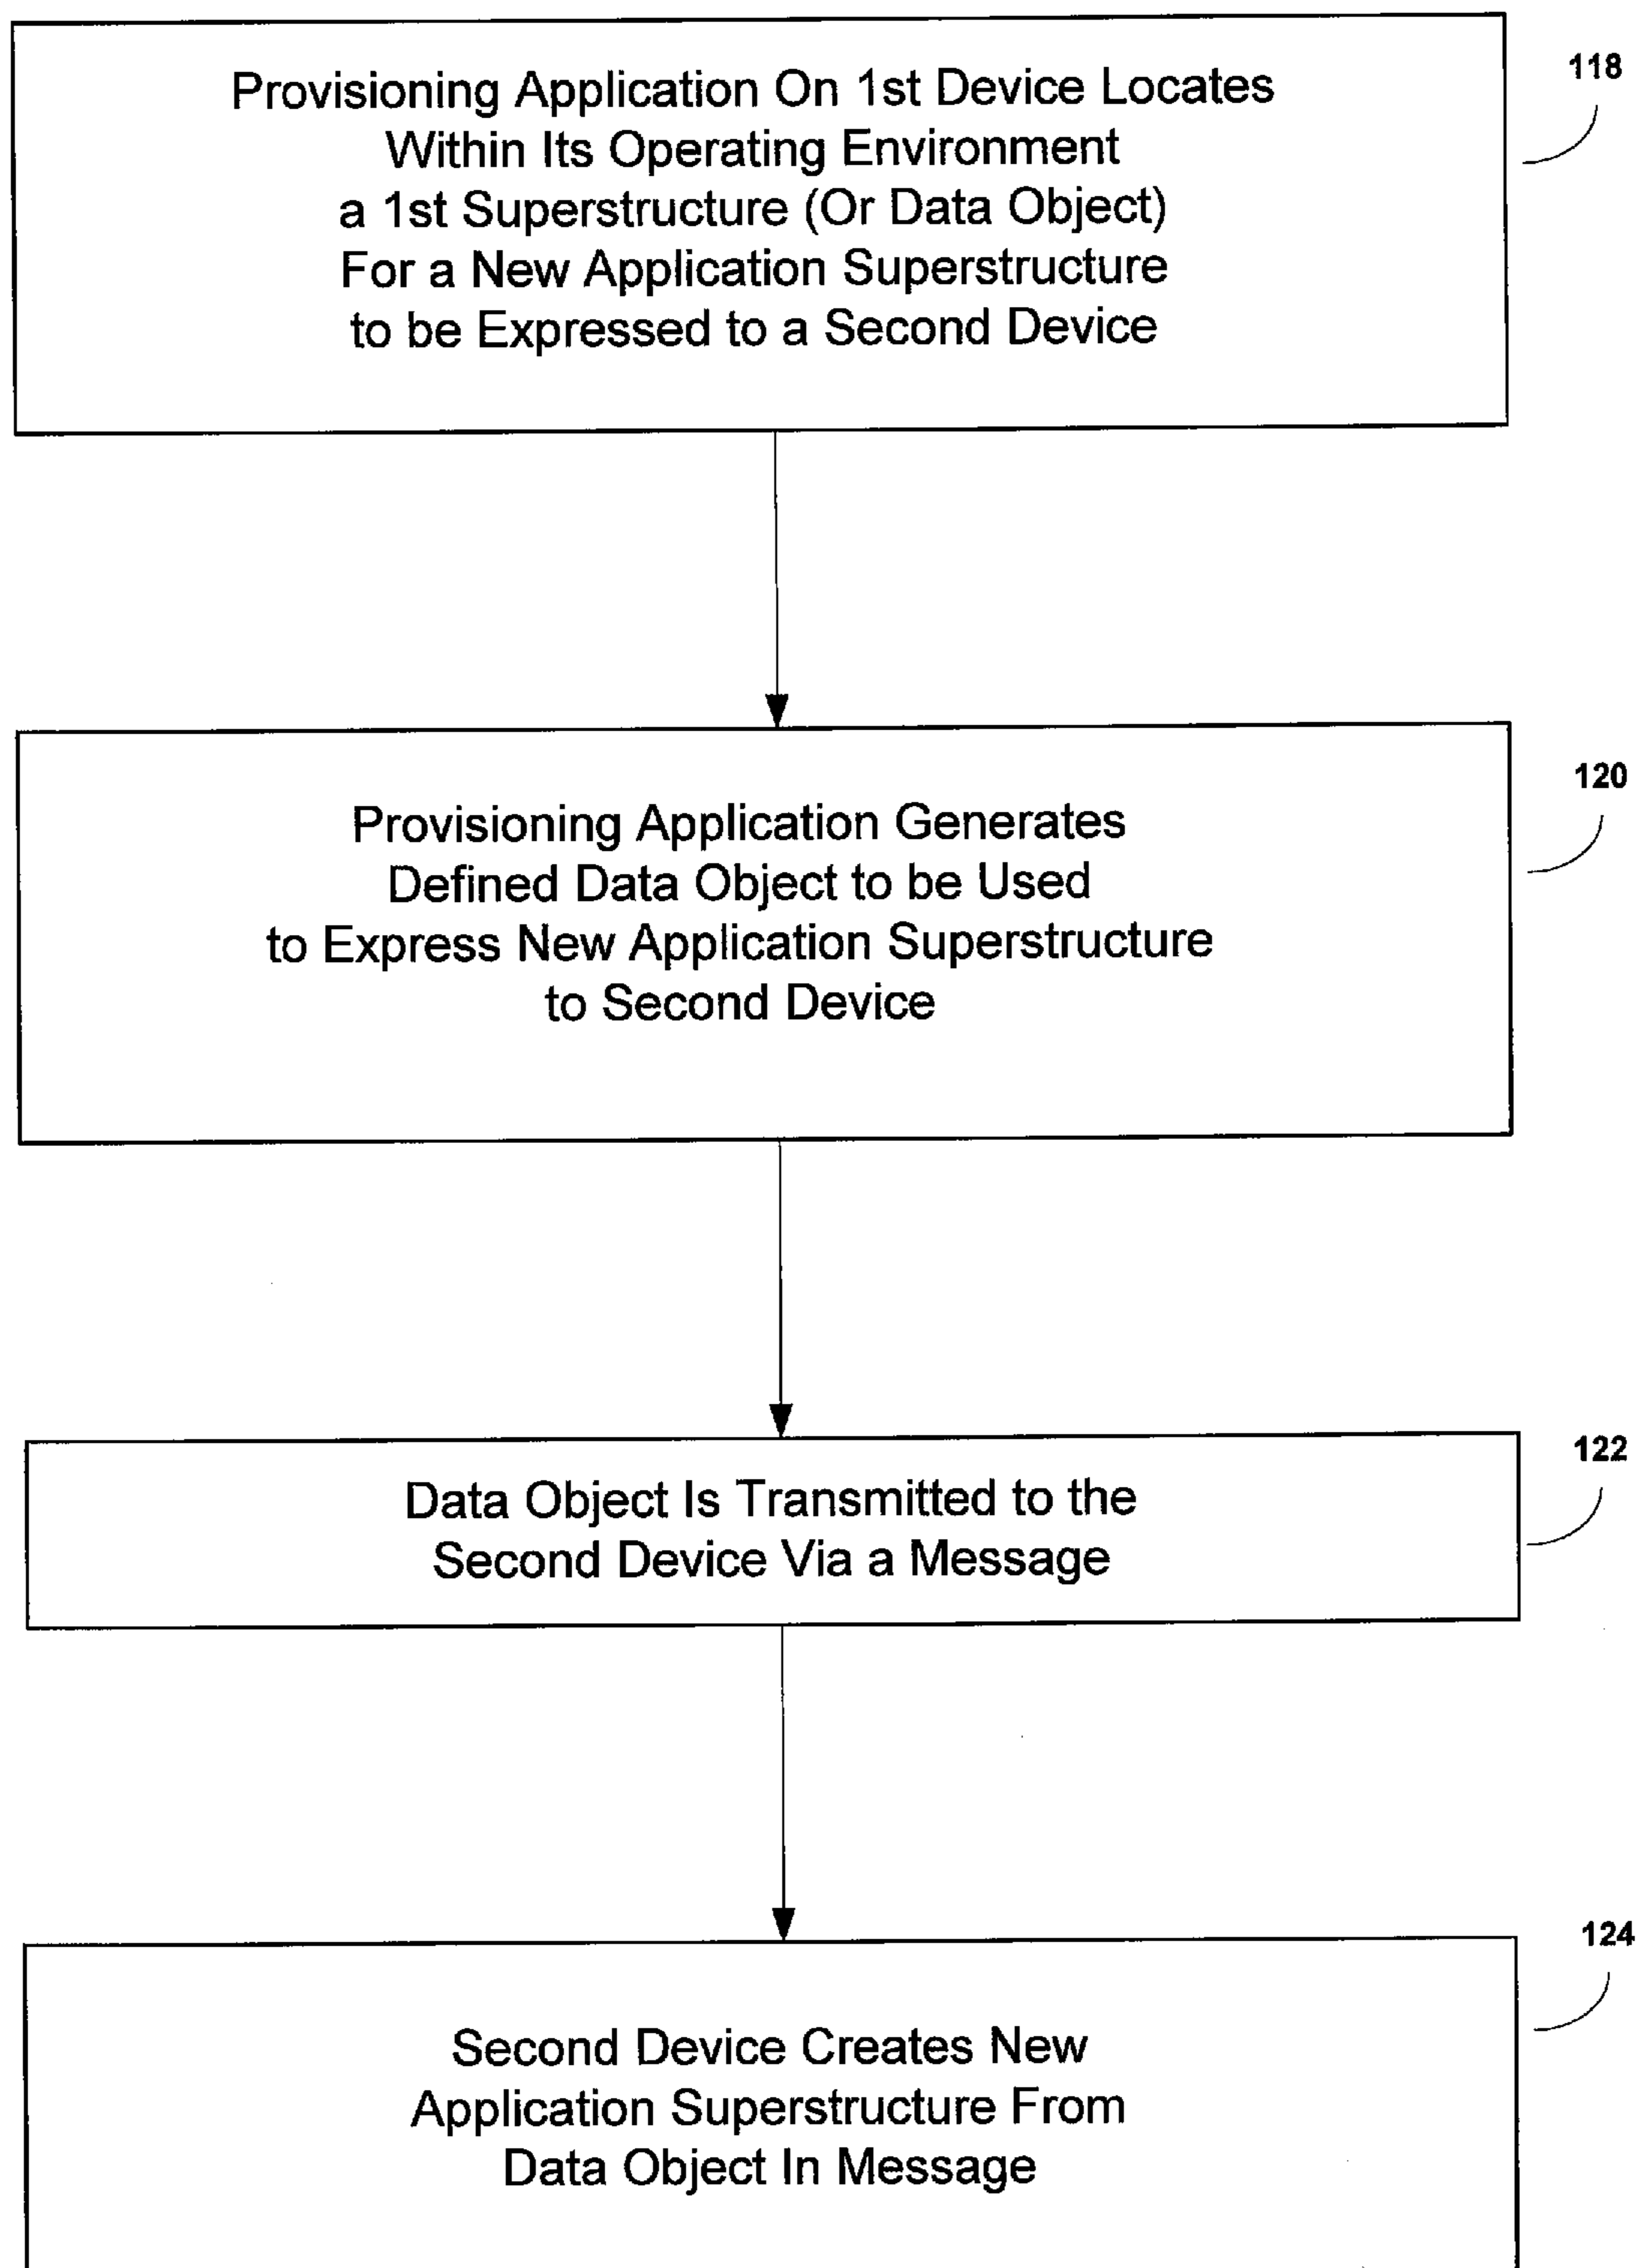 Provisioning Application On 1st Device Locates
Within Its Operating Environment
a 1st Superstructure (Or Data Object)
For a New Application Superstructure
to be Expressed to a Second Device
118
Provisioning Application Generates
Defined Data Object to be Used
to Express New Application Superstructure
to Second Device
120
Data Object Is Transmitted to the
Second Device Via a Message
122
Second Device Creates New
Application Superstructure From
Data Object In Message
124